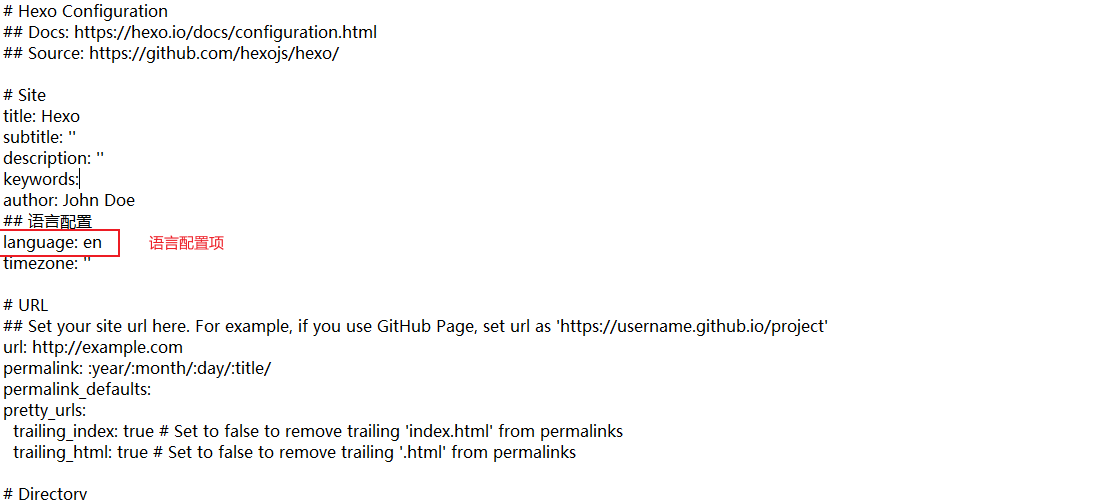 # Hexo Configuration
## Docs: https://hexo.io/docs/configuration.html
## Source: https://github.com/hexojs/hexo/
# Site
title: Hexo
subtitle: ''
description: ''
keywords:
author: John Doe
## 语言配置
language: en
语言配置项
timezone: ''
# URL
## Set your site url here. For example, if you use GitHub Page, set url as 'https://username.github.io/project'
url: http://example.com
permalink: :year/:month/:day/:title/
permalink_defaults:
pretty_urls:
  trailing_index: true # Set to false to remove trailing 'index.html' from permalinks
  trailing_html: true # Set to false to remove trailing '.html' from permalinks
# Directory